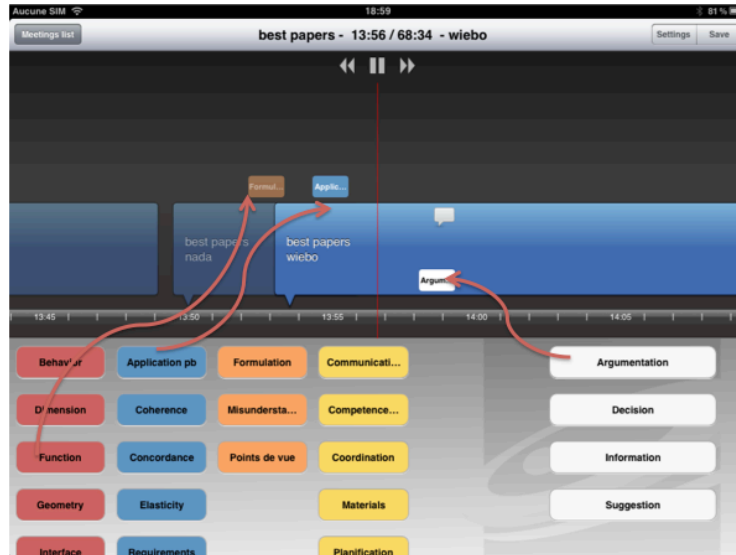 Aucune SIM 18:59 81 %
Meetings list best papers - 13:56 / 68:34 - wiebo Settings Save
Formul... Applic...
best papers
nada
best papers
wiebo
Argum...
13:45 13:50 13:55 14:00 14:05
Behavior Application pb Formulation Communicati... Argumentation
Dimension Coherence Misundersta... Competence... Decision
Function Concordance Points de vue Coordination Information
Geometry Elasticity Materials Suggestion
Interface Requirements Planification